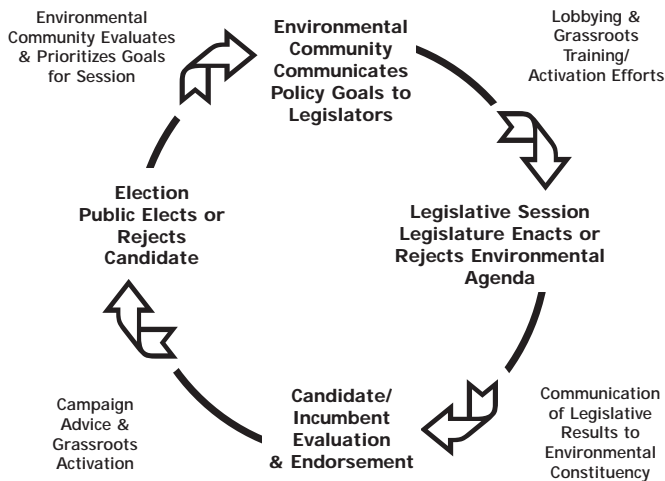 Environmental
Community Evaluates
& Prioritizes Goals
for Session
Environmental
Community
Communicates
Policy Goals to
Legislators
Lobbying &
Grassroots
Training/
Activation Efforts
Election
Public Elects or
Rejects
Candidate
Legislative Session
Legislature Enacts or
Rejects Environmental
Agenda
Campaign
Advice &
Grassroots
Activation
Candidate/
Incumbent
Evaluation
& Endorsement
Communication
of Legislative
Results to
Environmental
Constituency